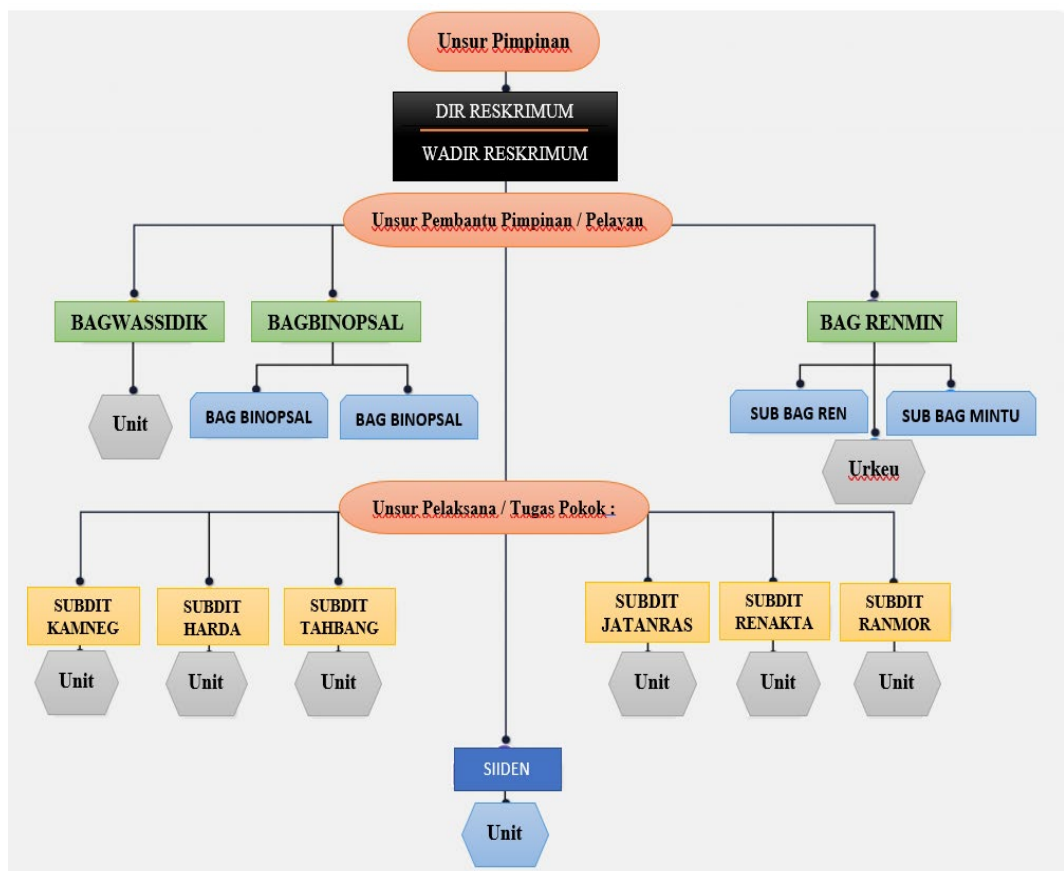 Unsur Pimpinan
DIR RESKRIMUM
WADIR RESKRIMUM
Unsur Pembantu Pimpinan / Pelayan
BAGWASSIDIK
BAGBINOPSAL
BAG RENMIN
Unit
BAG BINOPSAL
BAG BINOPSAL
SUB BAG REN
SUB BAG MINTU
Urkeu
Unsur Pelaksana / Tugas Pokok :
SUBDIT
KAMNEG
SUBDIT
HARDA
SUBDIT
TAHBANG
SUBDIT
JATANRAS
SUBDIT
RENAKTA
SUBDIT
RANMOR
Unit
Unit
Unit
Unit
Unit
Unit
SIIDEN
Unit